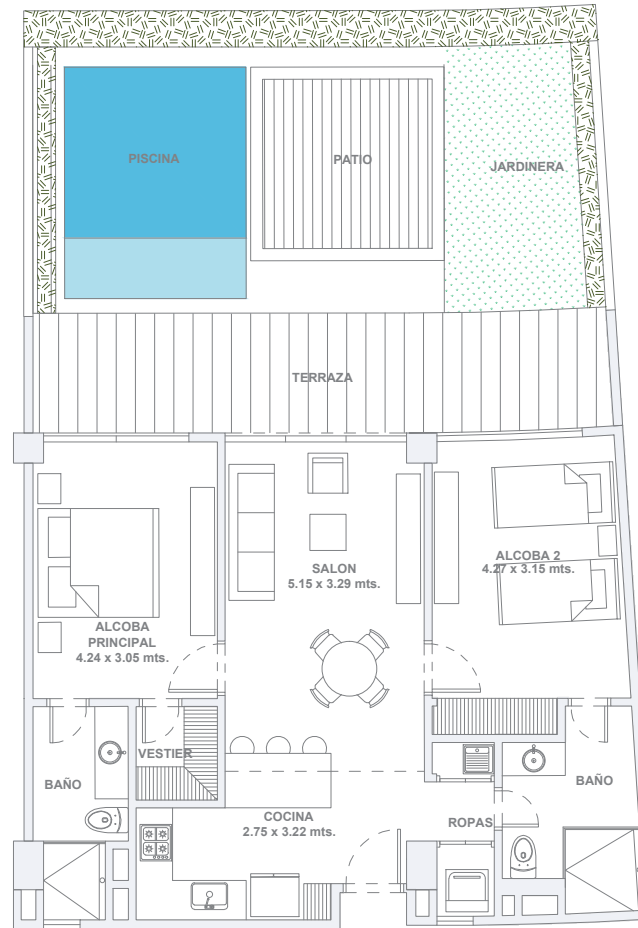 PISCINA
PATIO
JARDINERA
TERRAZA
ALCOBA
PRINCIPAL
4.24 x 3.05 mts.
SALON
5.15 x 3.29 mts.
ALCOBA 2
4.27 x 3.15 mts.
BAÑO
VESTIER
COCINA
2.75 x 3.22 mts.
ROPAS
BAÑO